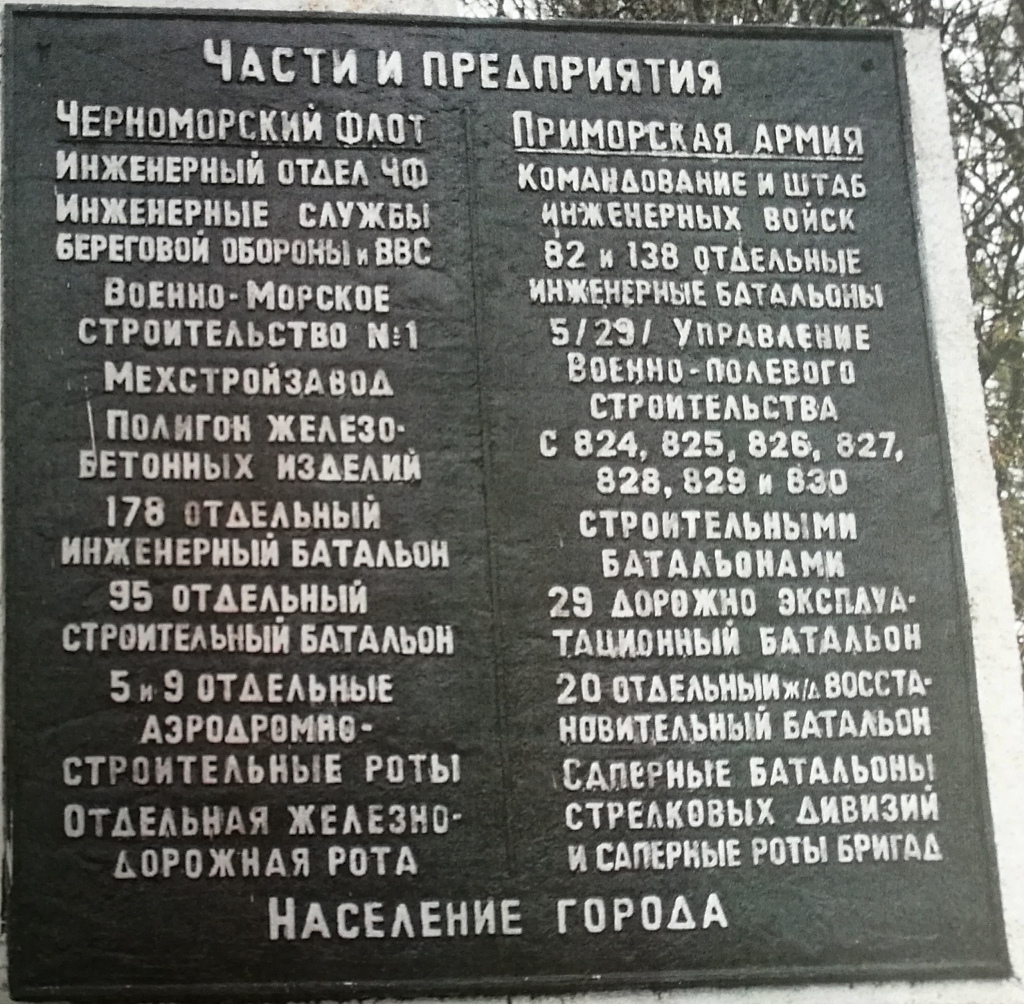 Части и предприятия
Черноморский флот
Инженерный отдел ЧФ
Инженерные службы
береговой обороны и ВВС
Военно-Морское
строительство №1
Мехстройзавод
Полигон железо-
бетонных изделий
178 отдельный
инженерный батальон
95 отдельный
строительный батальон
5 и 9 отдельные
аэродромно-
строительные роты
Отдельная железно-
дорожная рота
Приморская армия
Командование и штаб
инженерных войск
82 и 138 отдельные
инженерные батальоны
5/29/ Управление
Военно-полевого
строительства
с 824, 825, 826, 827,
828, 829 и 830
строительными
батальонами
29 дорожно эксплуа-
тационный батальон
20 отдельный ж/д восста-
новительный батальон
Саперные батальоны
стрелковых дивизий
и саперные роты бригад
Население города